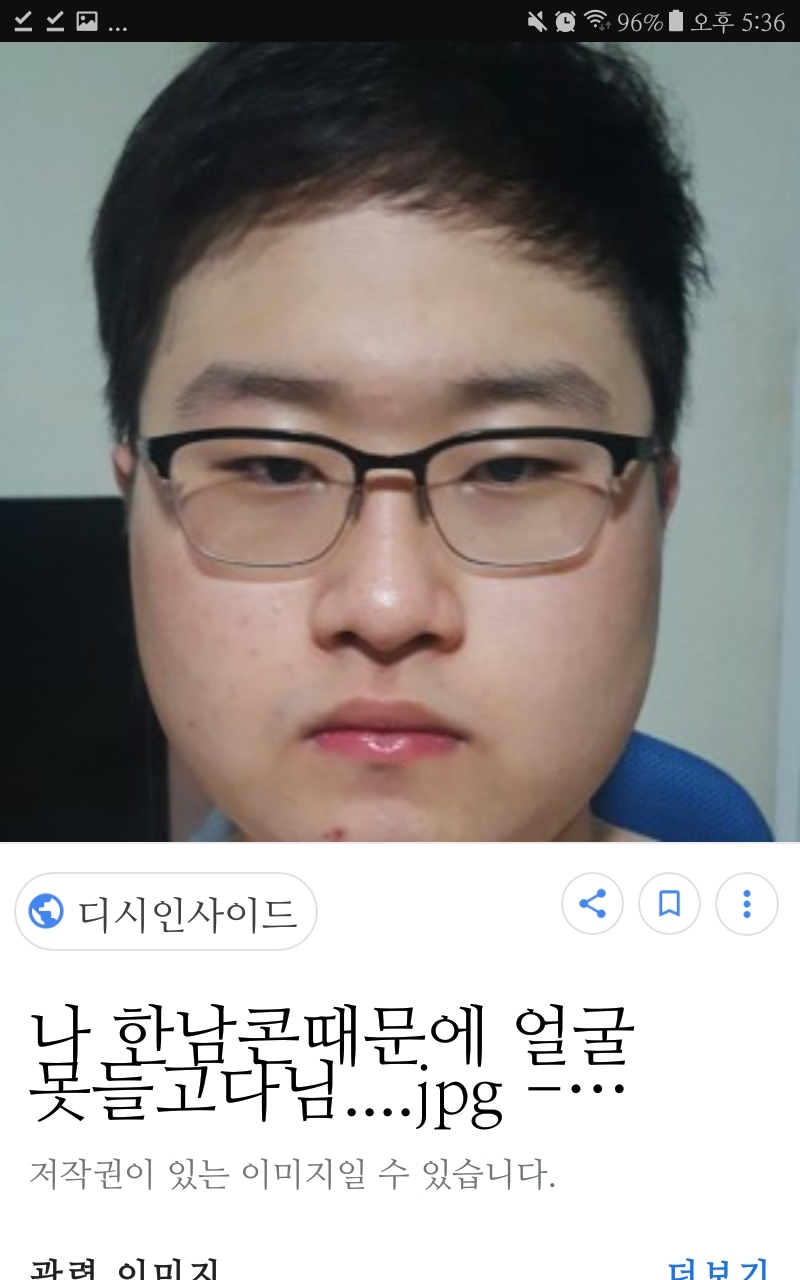 ... 96% 오후 5:36
디시인사이드
나 한남콘때문에 얼굴
못들고다님....jpg -...
저작권이 있는 이미지일 수 있습니다.
관련 이미지 더보기